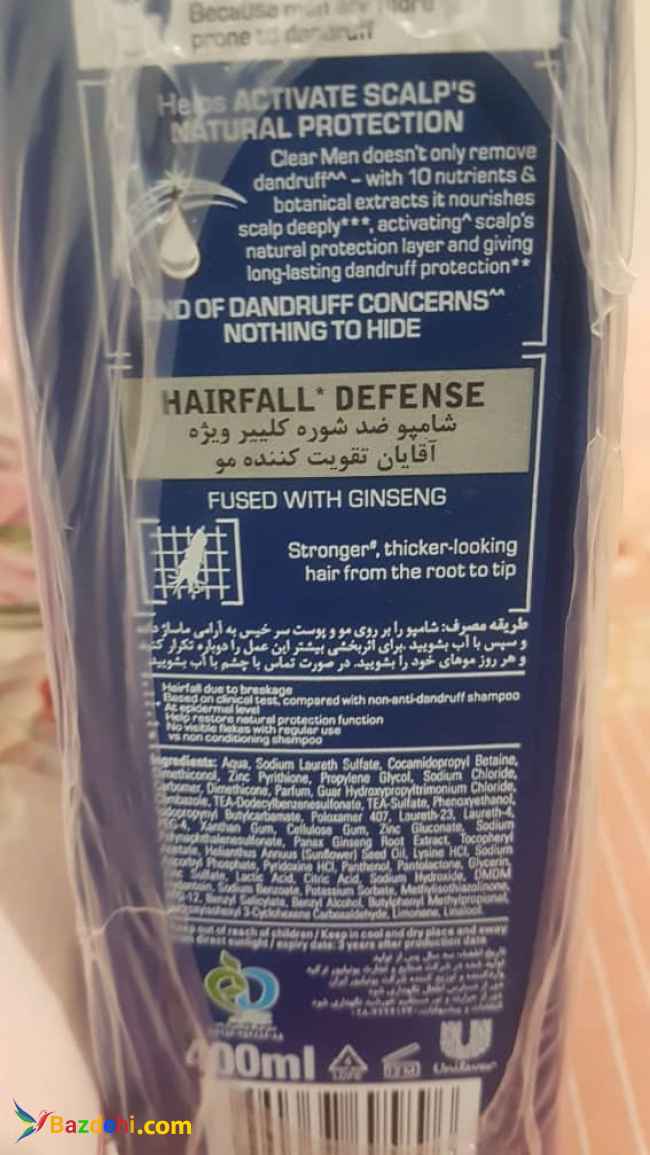 Because men are more
prone to dandruff
Helps ACTIVATE SCALP'S
NATURAL PROTECTION
Clear Men doesn't only remove
dandruff^^ – with 10 nutrients &
botanical extracts it nourishes
scalp deeply***, activating^ scalp's
natural protection layer and giving
long-lasting dandruff protection**
END OF DANDRUFF CONCERNS^^
NOTHING TO HIDE
HAIRFALL* DEFENSE
شامپو ضد شوره کلییر ویژه
آقایان تقویت کننده مو
FUSED WITH GINSENG
Stronger#, thicker-looking
hair from the root to tip
طریقه مصرف: شامپو را بر روی مو و پوست سر خیس به آرامی ماساژ
و سپس با آب بشویید. برای اثربخشی بیشتر این عمل را دوباره تکرار
و هر روز موهای خود را بشویید. در صورت تماس با چشم با آب بشویید
Hairfall due to breakage
Based on clinical test, compared with non-anti-dandruff shampoo
At epidermal level
Help restore natural protection function
No visible flakes with regular use
vs non conditioning shampoo
Ingredients: Aqua, Sodium Laureth Sulfate, Cocamidopropyl Betaine,
Dimethiconol, Zinc Pyrithione, Propylene Glycol, Sodium Chloride,
Carbomer, Dimethicone, Parfum, Guar Hydroxypropyltrimonium Chloride,
Climbazole, TEA-Dodecylbenzenesulfonate, TEA-Sulfate, Phenoxyethanol,
Iodopropynyl Butylcarbamate, Poloxamer 407, Laureth-23, Laureth-4,
Xanthan Gum, Cellulose Gum, Zinc Gluconate, Sodium
Panax Ginseng Root Extract, Tocopheryl
Acetate, Helianthus Annuus (Sunflower) Seed Oil, Lysine HCl, Sodium
Ascorbyl Phosphate, Pyridoxine HCl, Panthenol, Pantolactone, Glycerin,
Zinc Sulfate, Lactic Acid, Citric Acid, Sodium Hydroxide, DMDM
Hydantoin, Sodium Benzoate, Potassium Sorbate, Methylisothiazolinone,
Benzyl Salicylate, Benzyl Alcohol, Butylphenyl Methylpropional,
3-Cyclohexene Carboxaldehyde, Limonene, Linalool.
Keep out of reach of children / Keep in cool and dry place and away
from direct sunlight / expiry date: 3 years after production date
400ml
Unilever
Bazdehi.com